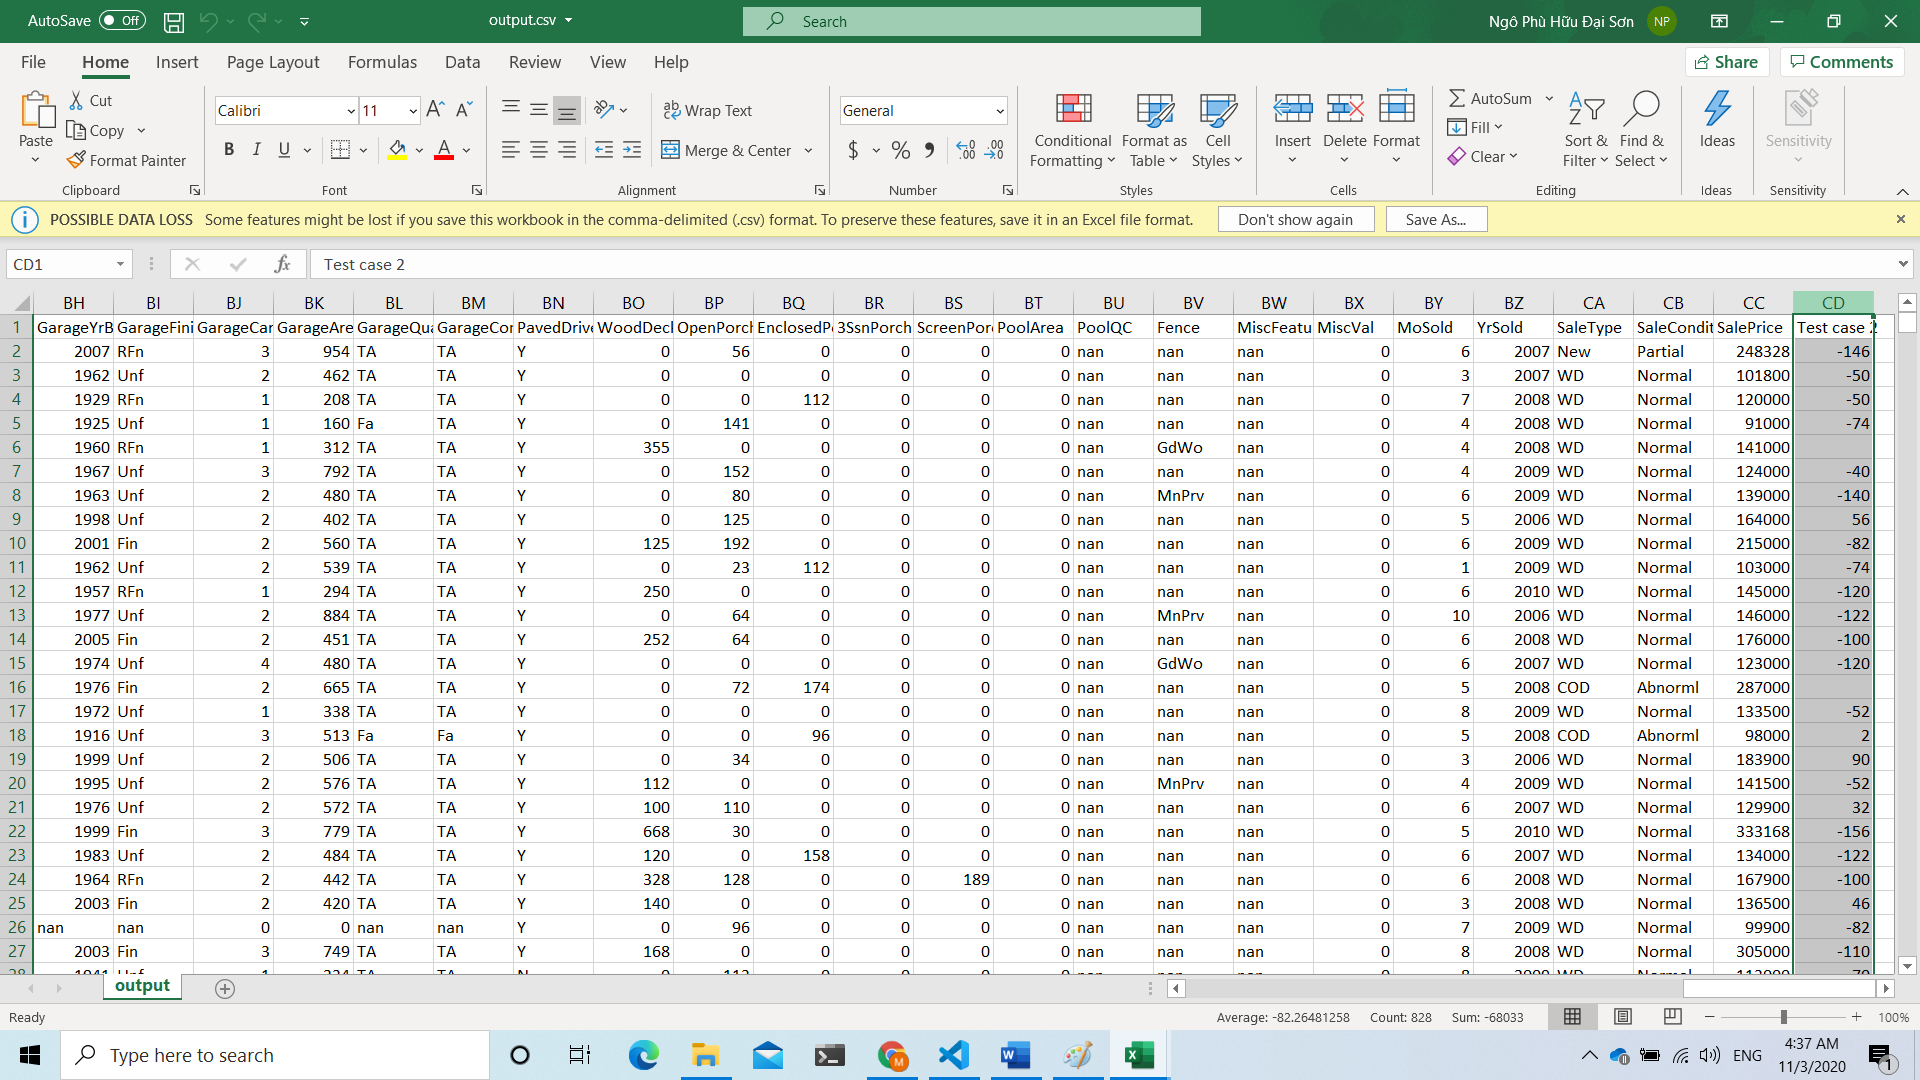 AutoSave Off output.csv Search Ngô Phù Hữu Đại Sơn NP
File Home Insert Page Layout Formulas Data Review View Help Share Comments
Paste Cut Copy Format Painter Clipboard
Calibri 11 B I U A Font
Wrap Text Merge & Center Alignment
General $ % Number
Conditional Formatting Format as Table Cell Styles Styles
Insert Delete Format Cells
AutoSum Fill Clear Sort & Filter Find & Select Editing
Ideas Ideas Sensitivity Sensitivity
POSSIBLE DATA LOSS Some features might be lost if you save this workbook in the comma-delimited (.csv) format. To preserve these features, save it in an Excel file format. Don't show again Save As...
CD1 fx Test case 2
BH BI BJ BK BL BM BN BO BP BQ BR BS BT BU BV BW BX BY BZ CA CB CC CD
1 GarageYrB GarageFini GarageCar GarageAre GarageQua GarageCon PavedDrive WoodDecl OpenPorch EnclosedPo 3SsnPorch ScreenPorc PoolArea PoolQC Fence MiscFeatu MiscVal MoSold YrSold SaleType SaleCondit SalePrice Test case 2
2 2007 RFn 3 954 TA TA Y 0 56 0 0 0 0 nan nan nan 0 6 2007 New Partial 248328 -146
3 1962 Unf 2 462 TA TA Y 0 0 0 0 0 0 nan nan nan 0 3 2007 WD Normal 101800 -50
4 1929 RFn 1 208 TA TA Y 0 0 112 0 0 0 nan nan nan 0 7 2008 WD Normal 120000 -50
5 1925 Unf 1 160 Fa TA Y 0 141 0 0 0 0 nan nan nan 0 4 2008 WD Normal 91000 -74
6 1960 RFn 1 312 TA TA Y 355 0 0 0 0 0 nan GdWo nan 0 4 2008 WD Normal 141000
7 1967 Unf 3 792 TA TA Y 0 152 0 0 0 0 nan nan nan 0 4 2009 WD Normal 124000 -40
8 1963 Unf 2 480 TA TA Y 0 80 0 0 0 0 nan MnPrv nan 0 6 2009 WD Normal 139000 -140
9 1998 Unf 2 402 TA TA Y 0 125 0 0 0 0 nan nan nan 0 5 2006 WD Normal 164000 56
10 2001 Fin 2 560 TA TA Y 125 192 0 0 0 0 nan nan nan 0 6 2009 WD Normal 215000 -82
11 1962 Unf 2 539 TA TA Y 0 23 112 0 0 0 nan nan nan 0 1 2009 WD Normal 103000 -74
12 1957 RFn 1 294 TA TA Y 250 0 0 0 0 0 nan nan nan 0 6 2010 WD Normal 145000 -120
13 1977 Unf 2 884 TA TA Y 0 64 0 0 0 0 nan MnPrv nan 0 10 2006 WD Normal 146000 -122
14 2005 Fin 2 451 TA TA Y 252 64 0 0 0 0 nan nan nan 0 6 2008 WD Normal 176000 -100
15 1974 Unf 4 480 TA TA Y 0 0 0 0 0 0 nan GdWo nan 0 6 2007 WD Normal 123000 -120
16 1976 Fin 2 665 TA TA Y 0 72 174 0 0 0 nan nan nan 0 5 2008 COD Abnorml 287000
17 1972 Unf 1 338 TA TA Y 0 0 0 0 0 0 nan nan nan 0 8 2009 WD Normal 133500 -52
18 1916 Unf 3 513 Fa Fa Y 0 0 96 0 0 0 nan nan nan 0 5 2008 COD Abnorml 98000 2
19 1999 Unf 2 506 TA TA Y 0 34 0 0 0 0 nan nan nan 0 3 2006 WD Normal 183900 90
20 1995 Unf 2 576 TA TA Y 112 0 0 0 0 0 nan MnPrv nan 0 4 2009 WD Normal 141500 -52
21 1976 Unf 2 572 TA TA Y 100 110 0 0 0 0 nan nan nan 0 6 2007 WD Normal 129900 32
22 1999 Fin 3 779 TA TA Y 668 30 0 0 0 0 nan nan nan 0 5 2010 WD Normal 333168 -156
23 1983 Unf 2 484 TA TA Y 120 0 158 0 0 0 nan nan nan 0 6 2007 WD Normal 134000 -122
24 1964 RFn 2 442 TA TA Y 328 128 0 0 189 0 nan nan nan 0 6 2008 WD Normal 167900 -100
25 2003 Fin 2 420 TA TA Y 140 0 0 0 0 0 nan nan nan 0 3 2008 WD Normal 136500 46
26 nan nan 0 0 nan nan Y 0 96 0 0 0 0 nan nan nan 0 7 2009 WD Normal 99900 -82
27 2003 Fin 3 749 TA TA Y 168 0 0 0 0 0 nan nan nan 0 8 2008 WD Normal 305000 -110
output
Ready Average: -82.26481258 Count: 828 Sum: -68033 100%
Type here to search ENG 4:37 AM
11/3/2020 1